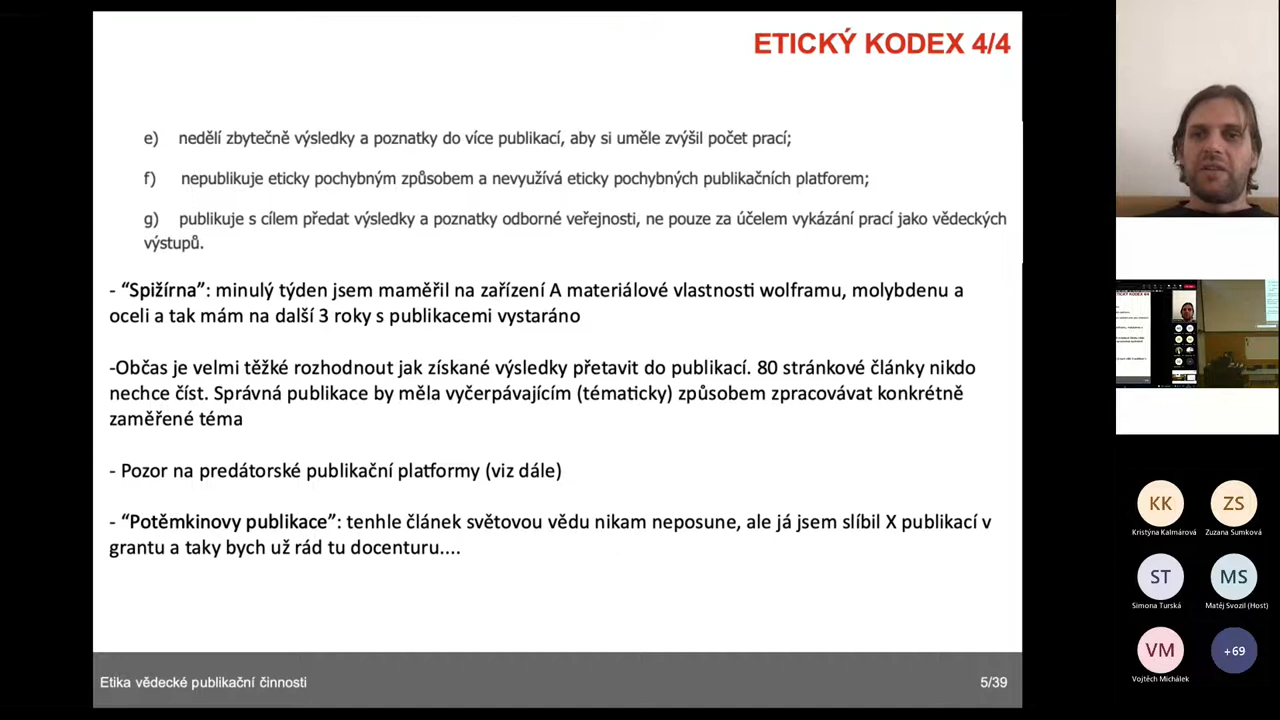 ETICKÝ KODEX 4/4
e) nedělí zbytečně výsledky a poznatky do více publikací, aby si uměle zvýšil počet prací;
f) nepublikuje eticky pochybným způsobem a nevyužívá eticky pochybných publikačních platforem;
g) publikuje s cílem předat výsledky a poznatky odborné veřejnosti, ne pouze za účelem vykázání prací jako vědeckých
výstupů.
- “Spižírna”: minulý týden jsem maměřil na zařízení A materiálové vlastnosti wolframu, molybdenu a
oceli a tak mám na další 3 roky s publikacemi vystaráno
-Občas je velmi těžké rozhodnout jak získané výsledky přetavit do publikací. 80 stránkové články nikdo
nechce číst. Správná publikace by měla vyčerpávajícím (tématicky) způsobem zpracovávat konkrétně
zaměřené téma
- Pozor na predátorské publikační platformy (viz dále)
- “Potěmkinovy publikace”: tenhle článek světovou vědu nikam neposune, ale já jsem slíbil X publikací v
grantu a taky bych už rád tu docenturu....
Etika vědecké publikační činnosti
5/39
KK
ZS
Kristýna Kalmárová
Zuzana Sumková
ST
MS
Simona Turská
Matěj Svozil (Host)
VM
+69
Vojtěch Michálek